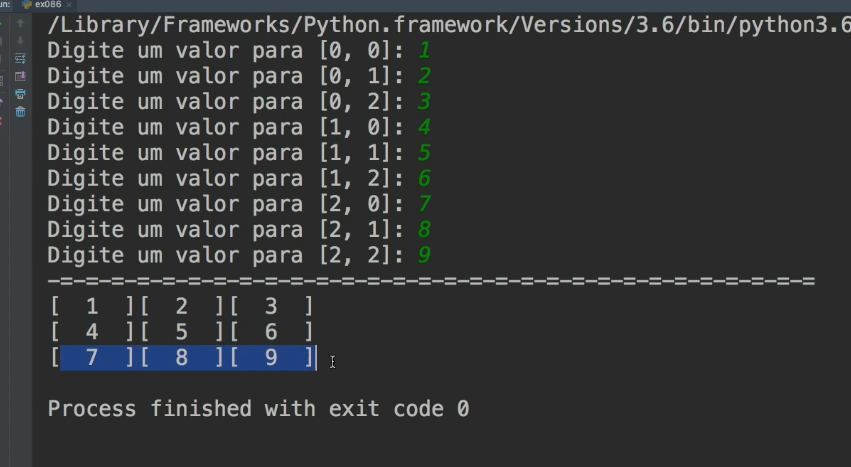 un: ex086 ×
/Library/Frameworks/Python.framework/Versions/3.6/bin/python3.6
Digite um valor para [0, 0]: 1
Digite um valor para [0, 1]: 2
Digite um valor para [0, 2]: 3
Digite um valor para [1, 0]: 4
Digite um valor para [1, 1]: 5
Digite um valor para [1, 2]: 6
Digite um valor para [2, 0]: 7
Digite um valor para [2, 1]: 8
Digite um valor para [2, 2]: 9
-=-=-=-=-=-=-=-=-=-=-=-=-=-=-=-=-=-=-=-=-=-=-=-=-=-=-=-=-=-=
[  1  ][  2  ][  3  ]
[  4  ][  5  ][  6  ]
[  7  ][  8  ][  9  ]
Process finished with exit code 0